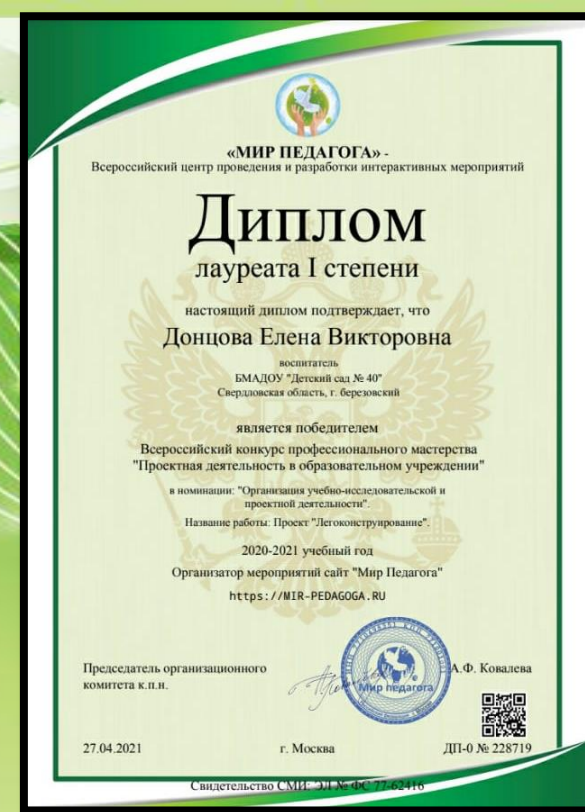 «МИР ПЕДАГОГА» -
Всероссийский центр проведения и разработки интерактивных мероприятий
Диплом
лауреата I степени
настоящий диплом подтверждает, что
Донцова Елена Викторовна
воспитатель
БМАДОУ "Детский сад № 40"
Свердловская область, г. березовский
является победителем
Всероссийский конкурс профессионального мастерства
"Проектная деятельность в образовательном учреждении"
в номинации: "Организация учебно-исследовательской и
проектной деятельности".
Название работы: Проект "Легоконструирование".
2020-2021 учебный год
Организатор мероприятий сайт "Мир Педагога"
https://MIR-PEDAGOGA.RU
Председатель организационного
комитета к.п.н.
А.Ф. Ковалева
Мир педагога
27.04.2021 г. Москва ДП-0 № 228719
Свидетельство СМИ: ЭЛ № ФС 77-62416